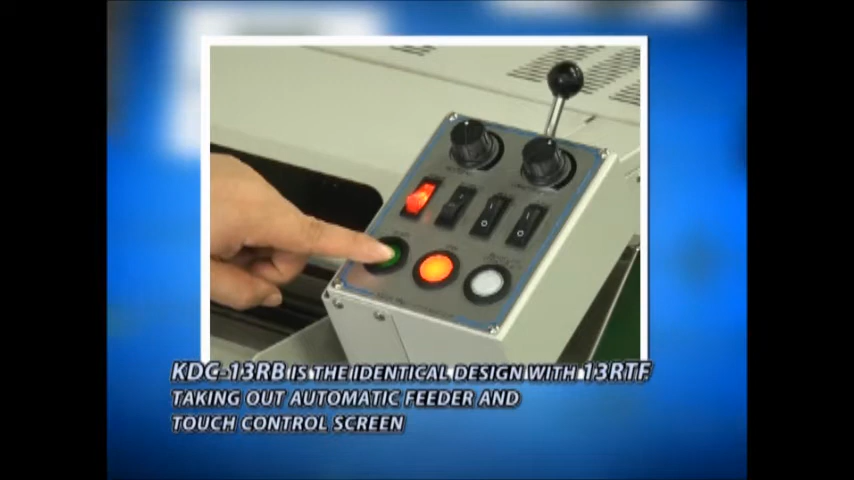 KDC-13RB IS THE IDENTICAL DESIGN WITH 13RTF
TAKING OUT AUTOMATIC FEEDER AND
TOUCH CONTROL SCREEN